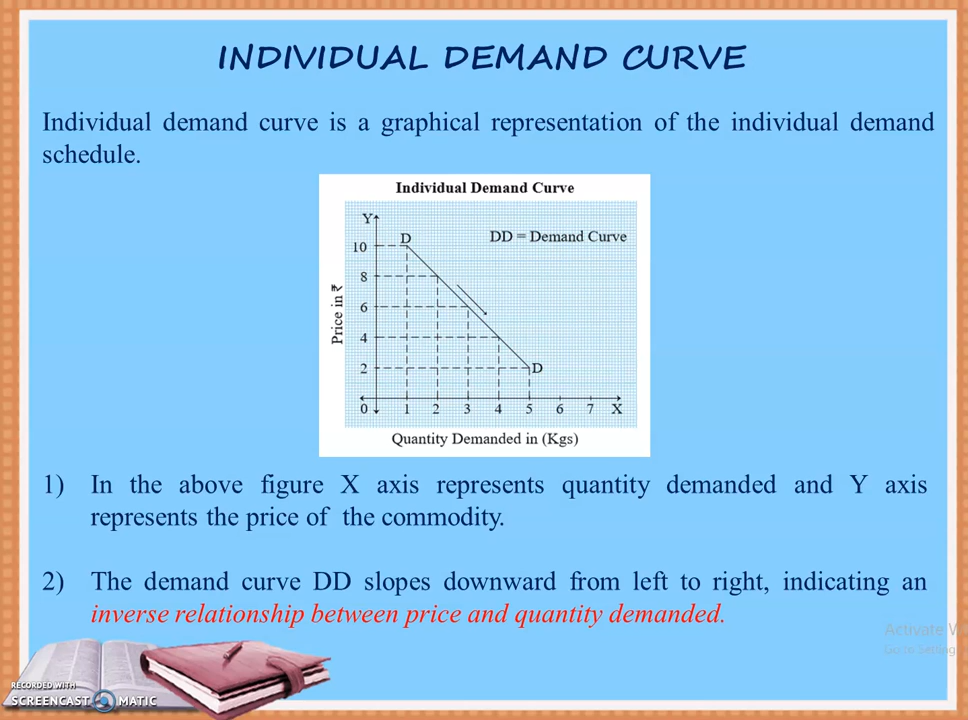 INDIVIDUAL DEMAND CURVE
Individual demand curve is a graphical representation of the individual demand
schedule.
Individual Demand Curve
Y
D
DD = Demand Curve
10
8
6
4
2
D
Price in ₹
0 1 2 3 4 5 6 7 X
Quantity Demanded in (Kgs)
1) In the above figure X axis represents quantity demanded and Y axis
represents the price of the commodity.
2) The demand curve DD slopes downward from left to right, indicating an
inverse relationship between price and quantity demanded.
Activate
Go to Setting
RECORDED WITH
SCREENCAST MATIC